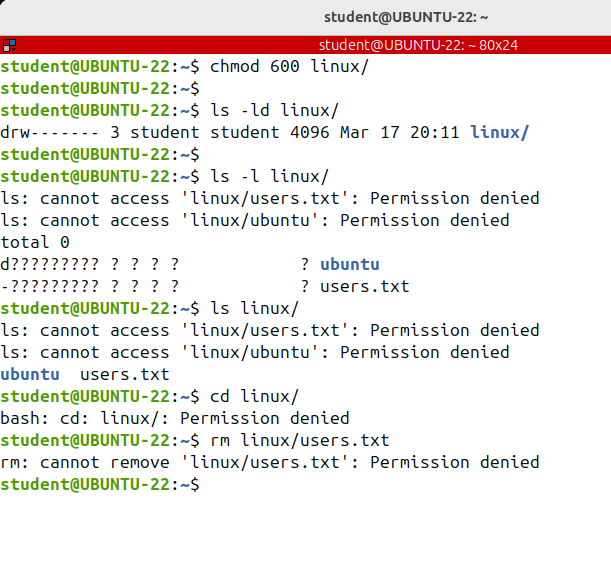 student@UBUNTU-22: ~
student@UBUNTU-22: ~ 80x24
student@UBUNTU-22:~$ chmod 600 linux/
student@UBUNTU-22:~$
student@UBUNTU-22:~$ ls -ld linux/
drw------- 3 student student 4096 Mar 17 20:11 linux/
student@UBUNTU-22:~$
student@UBUNTU-22:~$ ls -l linux/
ls: cannot access 'linux/users.txt': Permission denied
ls: cannot access 'linux/ubuntu': Permission denied
total 0
d????????? ? ? ? ?            ? ubuntu
-????????? ? ? ? ?            ? users.txt
student@UBUNTU-22:~$ ls linux/
ls: cannot access 'linux/users.txt': Permission denied
ls: cannot access 'linux/ubuntu': Permission denied
ubuntu  users.txt
student@UBUNTU-22:~$ cd linux/
bash: cd: linux/: Permission denied
student@UBUNTU-22:~$ rm linux/users.txt
rm: cannot remove 'linux/users.txt': Permission denied
student@UBUNTU-22:~$